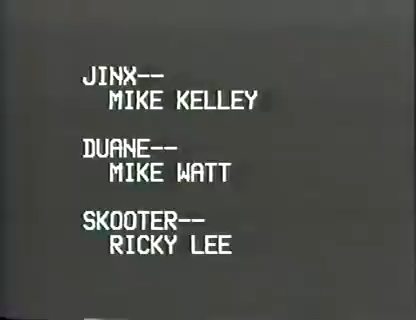 JINX--
MIKE KELLEY
DUANE--
MIKE WATT
SKOOTER--
RICKY LEE